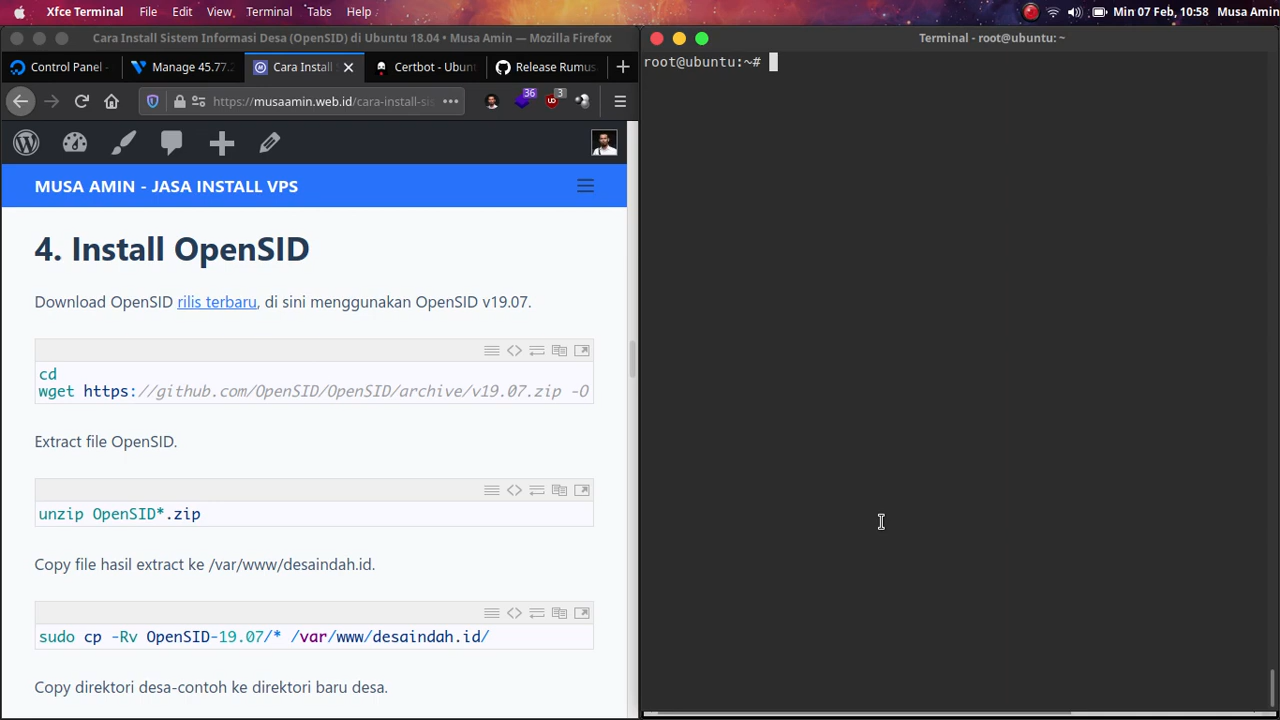 Xfce Terminal File Edit View Terminal Tabs Help
Min 07 Feb, 10:58 Musa Amin
Cara Install Sistem Informasi Desa (OpenSID) di Ubuntu 18.04 • Musa Amin — Mozilla Firefox
Control Panel -
Manage 45.77.
Cara Install
Certbot - Ubunt
Release Rumus
https://musaamin.web.id/cara-install-sis
36
3
MUSA AMIN - JASA INSTALL VPS
4. Install OpenSID
Download OpenSID rilis terbaru, di sini menggunakan OpenSID v19.07.
cd
wget https://github.com/OpenSID/OpenSID/archive/v19.07.zip -O
Extract file OpenSID.
unzip OpenSID*.zip
Copy file hasil extract ke /var/www/desaindah.id.
sudo cp -Rv OpenSID-19.07/* /var/www/desaindah.id/
Copy direktori desa-contoh ke direktori baru desa.
Terminal - root@ubuntu: ~
root@ubuntu:~#